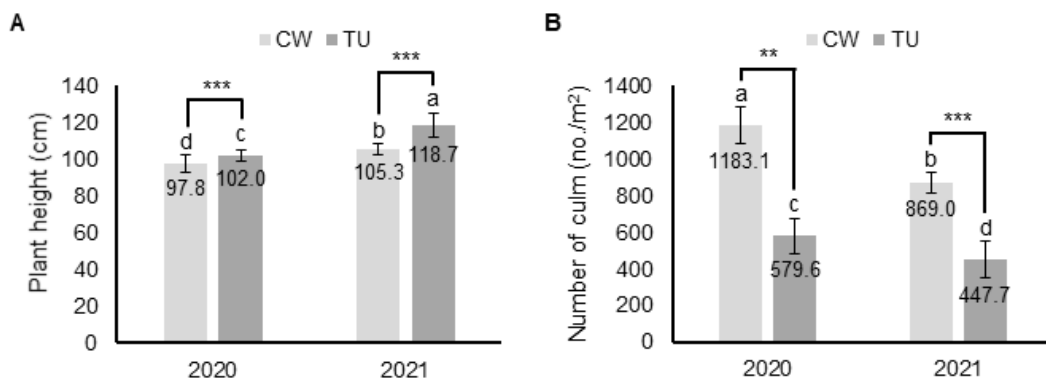 A
CW TU
Plant height (cm)
140
120
100
80
60
40
20
0
***
d
c
97.8
102.0
***
b
a
105.3
118.7
2020
2021
B
CW TU
Number of culm (no./m²)
1400
1200
1000
800
600
400
200
0
**
a
c
1183.1
579.6
***
b
d
869.0
447.7
2020
2021